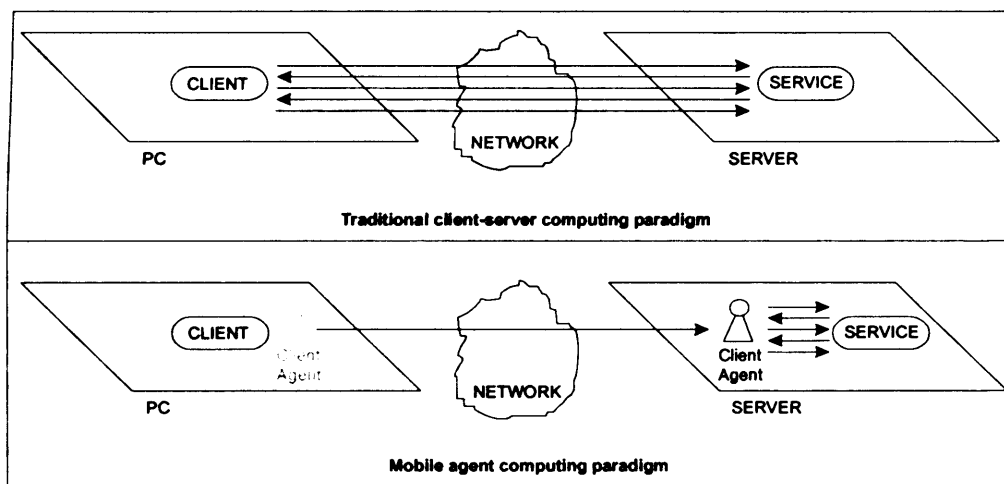 CLIENT
SERVICE
NETWORK
PC
SERVER
Traditional client-server computing paradigm
CLIENT
SERVICE
Client
Agent
Client
Agent
NETWORK
PC
SERVER
Mobile agent computing paradigm